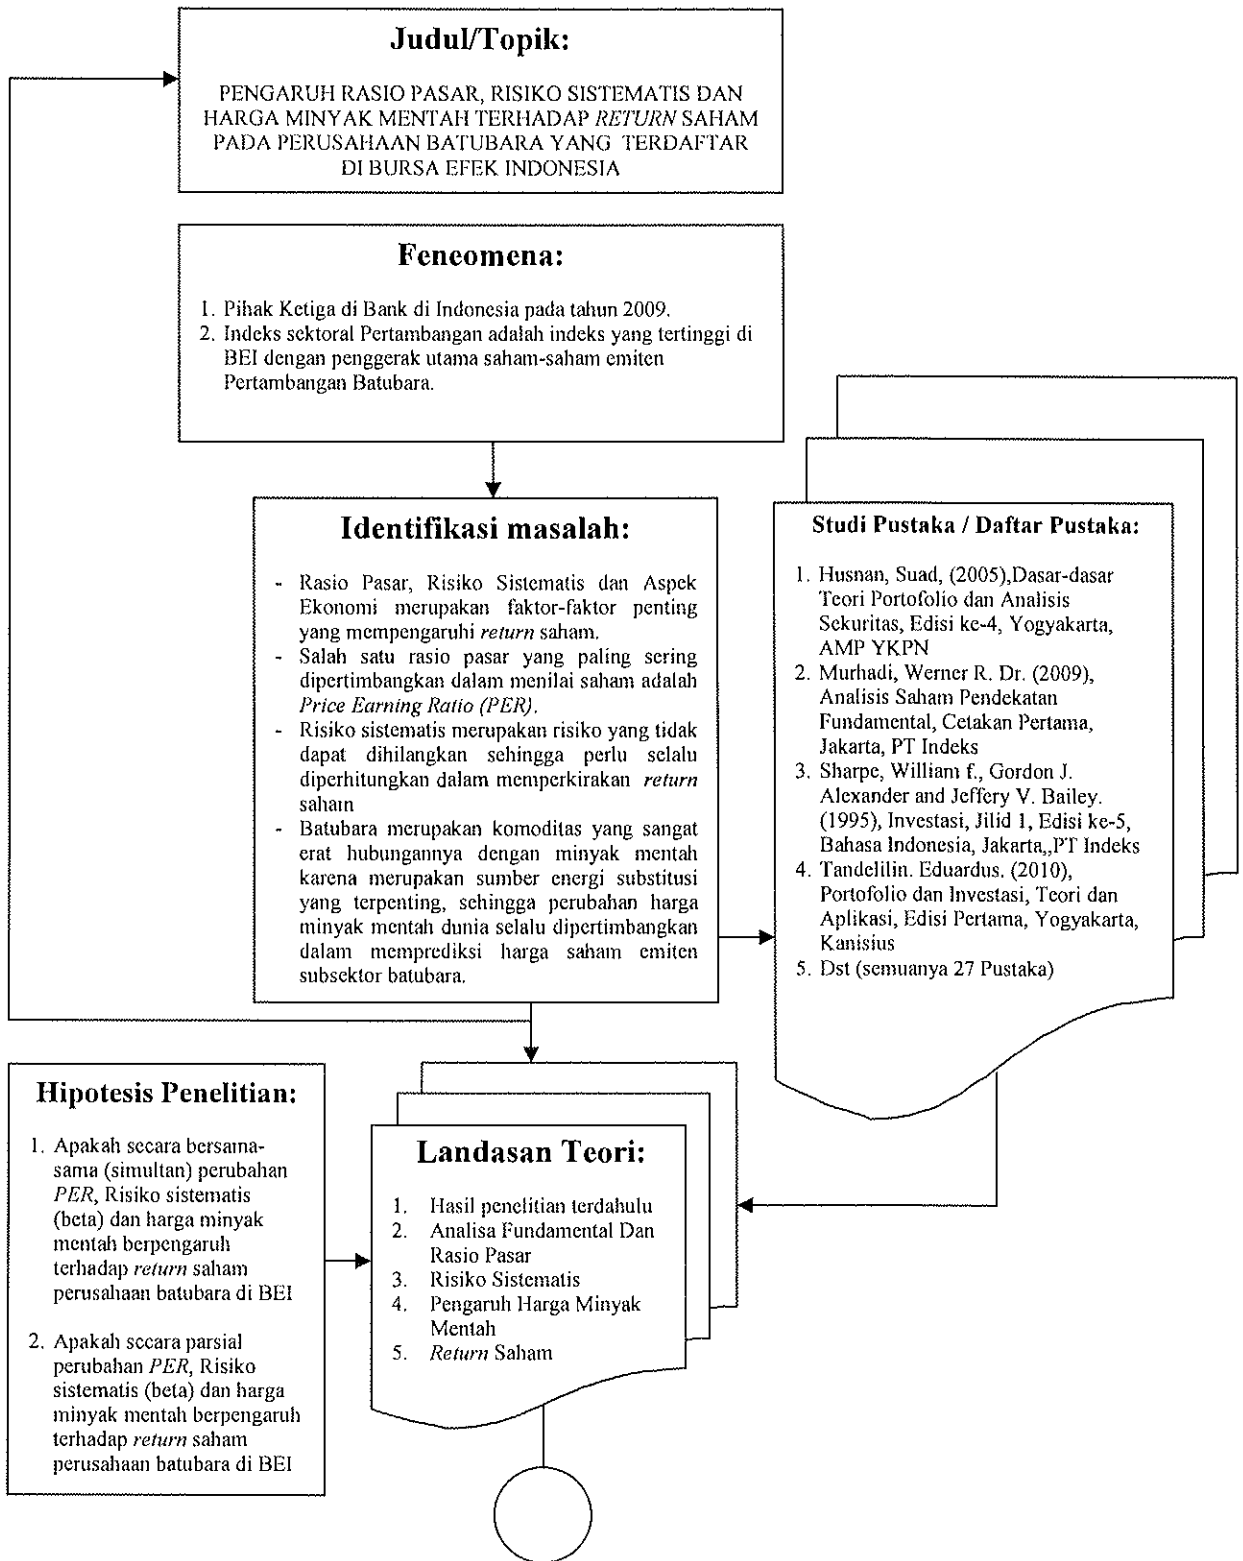 Judul/Topik:
PENGARUH RASIO PASAR, RISIKO SISTEMATIS DAN
HARGA MINYAK MENTAH TERHADAP RETURN SAHAM
PADA PERUSAHAAN BATUBARA YANG TERDAFTAR
DI BURSA EFEK INDONESIA
Feneomena:
1. Pihak Ketiga di Bank di Indonesia pada tahun 2009.
2. Indeks sektoral Pertambangan adalah indeks yang tertinggi di
BEI dengan penggerak utama saham-saham emiten
Pertambangan Batubara.
Identifikasi masalah:
- Rasio Pasar, Risiko Sistematis dan Aspek
Ekonomi merupakan faktor-faktor penting
yang mempengaruhi return saham.
- Salah satu rasio pasar yang paling sering
dipertimbangkan dalam menilai saham adalah
Price Earning Ratio (PER).
- Risiko sistematis merupakan risiko yang tidak
dapat dihilangkan sehingga perlu selalu
diperhitungkan dalam memperkirakan return
saham
- Batubara merupakan komoditas yang sangat
erat hubungannya dengan minyak mentah
karena merupakan sumber energi substitusi
yang terpenting, sehingga perubahan harga
minyak mentah dunia selalu dipertimbangkan
dalam memprediksi harga saham emiten
subsektor batubara.
Studi Pustaka / Daftar Pustaka:
1. Husnan, Suad, (2005),Dasar-dasar
Teori Portofolio dan Analisis
Sekuritas, Edisi ke-4, Yogyakarta,
AMP YKPN
2. Murhadi, Werner R. Dr. (2009),
Analisis Saham Pendekatan
Fundamental, Cetakan Pertama,
Jakarta, PT Indeks
3. Sharpe, William f., Gordon J.
Alexander and Jeffery V. Bailey.
(1995), Investasi, Jilid 1, Edisi ke-5,
Bahasa Indonesia, Jakarta,,PT Indeks
4. Tandelilin. Eduardus. (2010),
Portofolio dan Investasi, Teori dan
Aplikasi, Edisi Pertama, Yogyakarta,
Kanisius
5. Dst (semuanya 27 Pustaka)
Hipotesis Penelitian:
1. Apakah secara bersama-
sama (simultan) perubahan
PER, Risiko sistematis
(beta) dan harga minyak
mentah berpengaruh
terhadap return saham
perusahaan batubara di BEI
2. Apakah secara parsial
perubahan PER, Risiko
sistematis (beta) dan harga
minyak mentah berpengaruh
terhadap return saham
perusahaan batubara di BEI
Landasan Teori:
1. Hasil penelitian terdahulu
2. Analisa Fundamental Dan
Rasio Pasar
3. Risiko Sistematis
4. Pengaruh Harga Minyak
Mentah
5. Return Saham